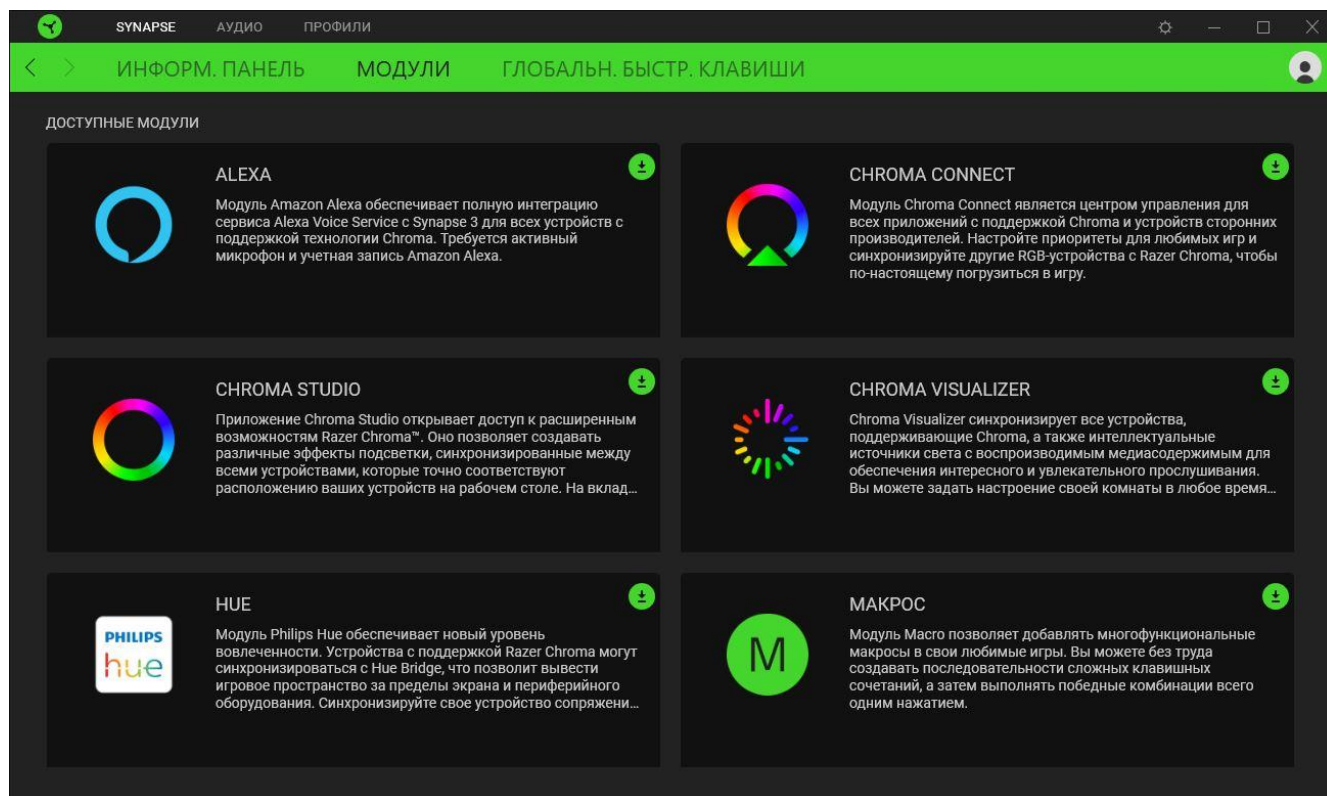 SYNAPSE АУДИО ПРОФИЛИ
ИНФОРМ. ПАНЕЛЬ МОДУЛИ ГЛОБАЛЬН. БЫСТР. КЛАВИШИ
ДОСТУПНЫЕ МОДУЛИ
ALEXA
Модуль Amazon Alexa обеспечивает полную интеграцию
сервиса Alexa Voice Service с Synapse 3 для всех устройств с
поддержкой технологии Chroma. Требуется активный
микрофон и учетная запись Amazon Alexa.
CHROMA CONNECT
Модуль Chroma Connect является центром управления для
всех приложений с поддержкой Chroma и устройств сторонних
производителей. Настройте приоритеты для любимых игр и
синхронизируйте другие RGB-устройства с Razer Chroma, чтобы
по-настоящему погрузиться в игру.
CHROMA STUDIO
Приложение Chroma Studio открывает доступ к расширенным
возможностям Razer Chroma™. Оно позволяет создавать
различные эффекты подсветки, синхронизированные между
всеми устройствами, которые точно соответствуют
расположению ваших устройств на рабочем столе. На вклад...
CHROMA VISUALIZER
Chroma Visualizer синхронизирует все устройства,
поддерживающие Chroma, а также интеллектуальные
источники света с воспроизводимым медиасодержимым для
обеспечения интересного и увлекательного прослушивания.
Вы можете задать настроение своей комнаты в любое время...
PHILIPS
hue
HUE
Модуль Philips Hue обеспечивает новый уровень
вовлеченности. Устройства с поддержкой Razer Chroma могут
синхронизироваться с Hue Bridge, что позволит вывести
игровое пространство за пределы экрана и периферийного
оборудования. Синхронизируйте свое устройство сопряжени...
M
МАКРОС
Модуль Macro позволяет добавлять многофункциональные
макросы в свои любимые игры. Вы можете без труда
создавать последовательности сложных клавишных
сочетаний, а затем выполнять победные комбинации всего
одним нажатием.